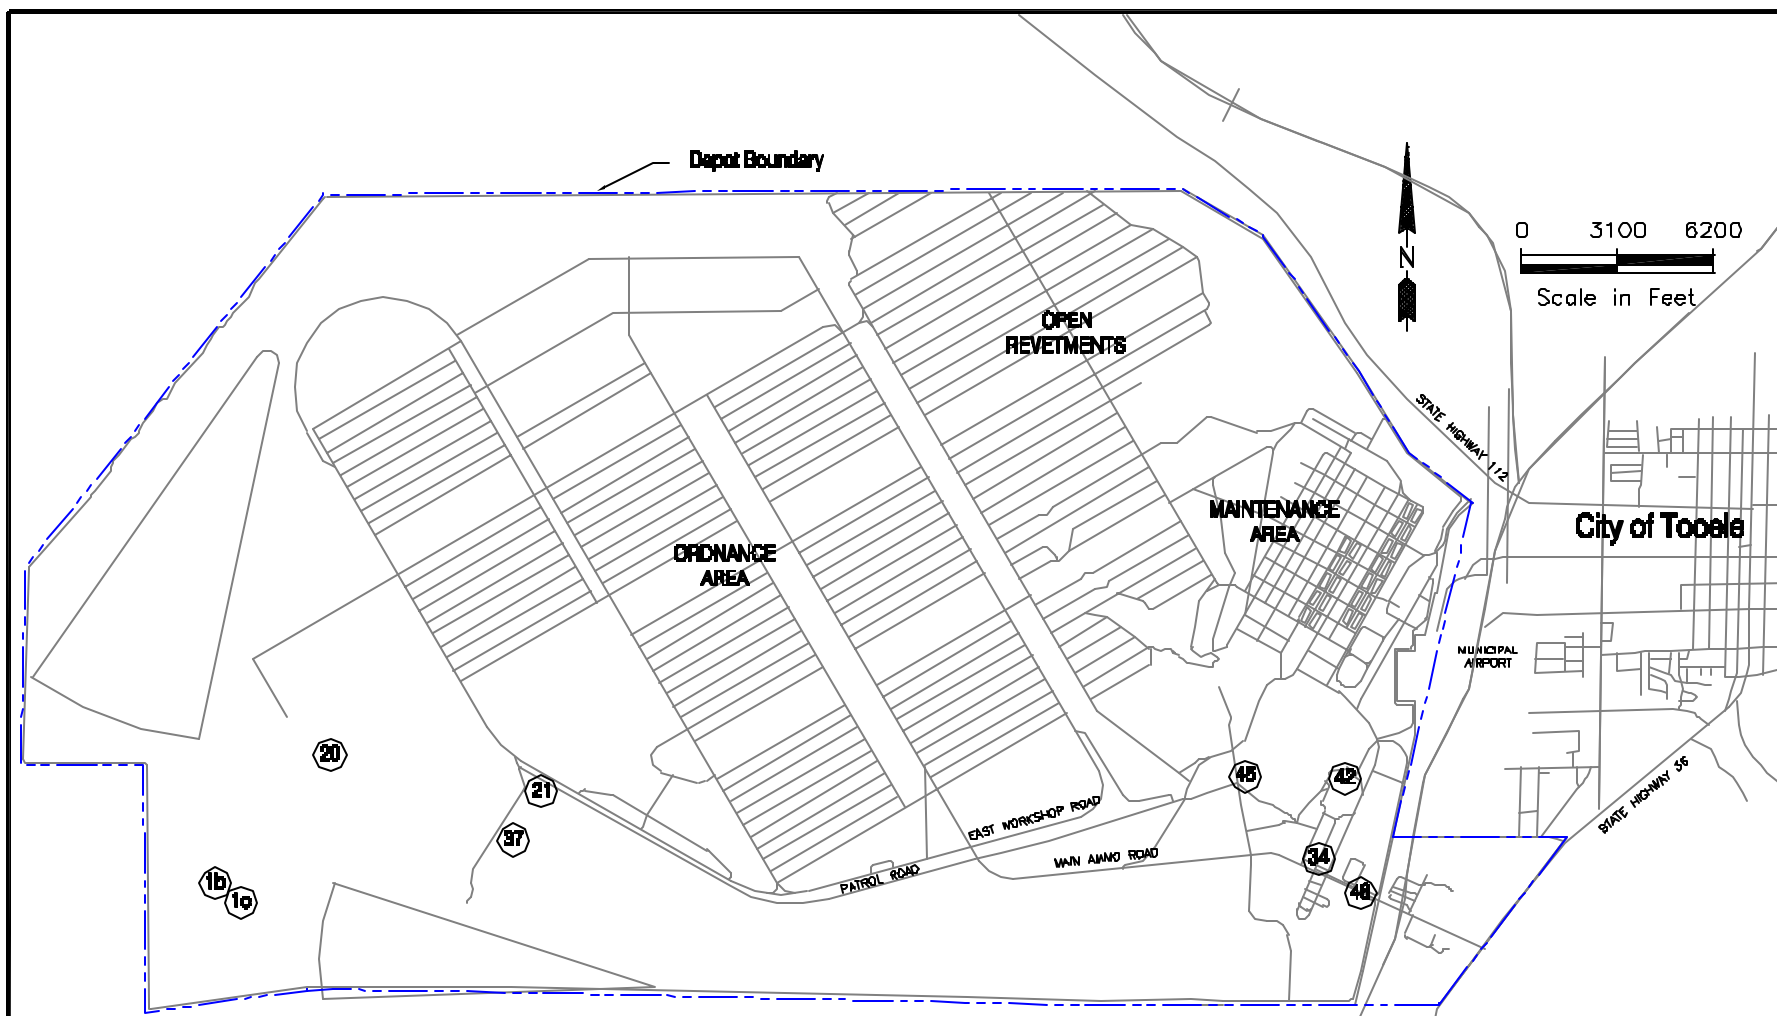 Depot Boundary
0 3100 6200
N
Scale in Feet
OPEN
REVETMENTS
STATE HIGHWAY 112
MAINTENANCE
AREA
City of Tooele
ORDNANCE
AREA
MUNICIPAL
AIRPORT
20
21
45
42
STATE HIGHWAY 36
EAST WORKSHOP ROAD
37
MAIN AMMO ROAD
34
PATROL ROAD
1b
1c